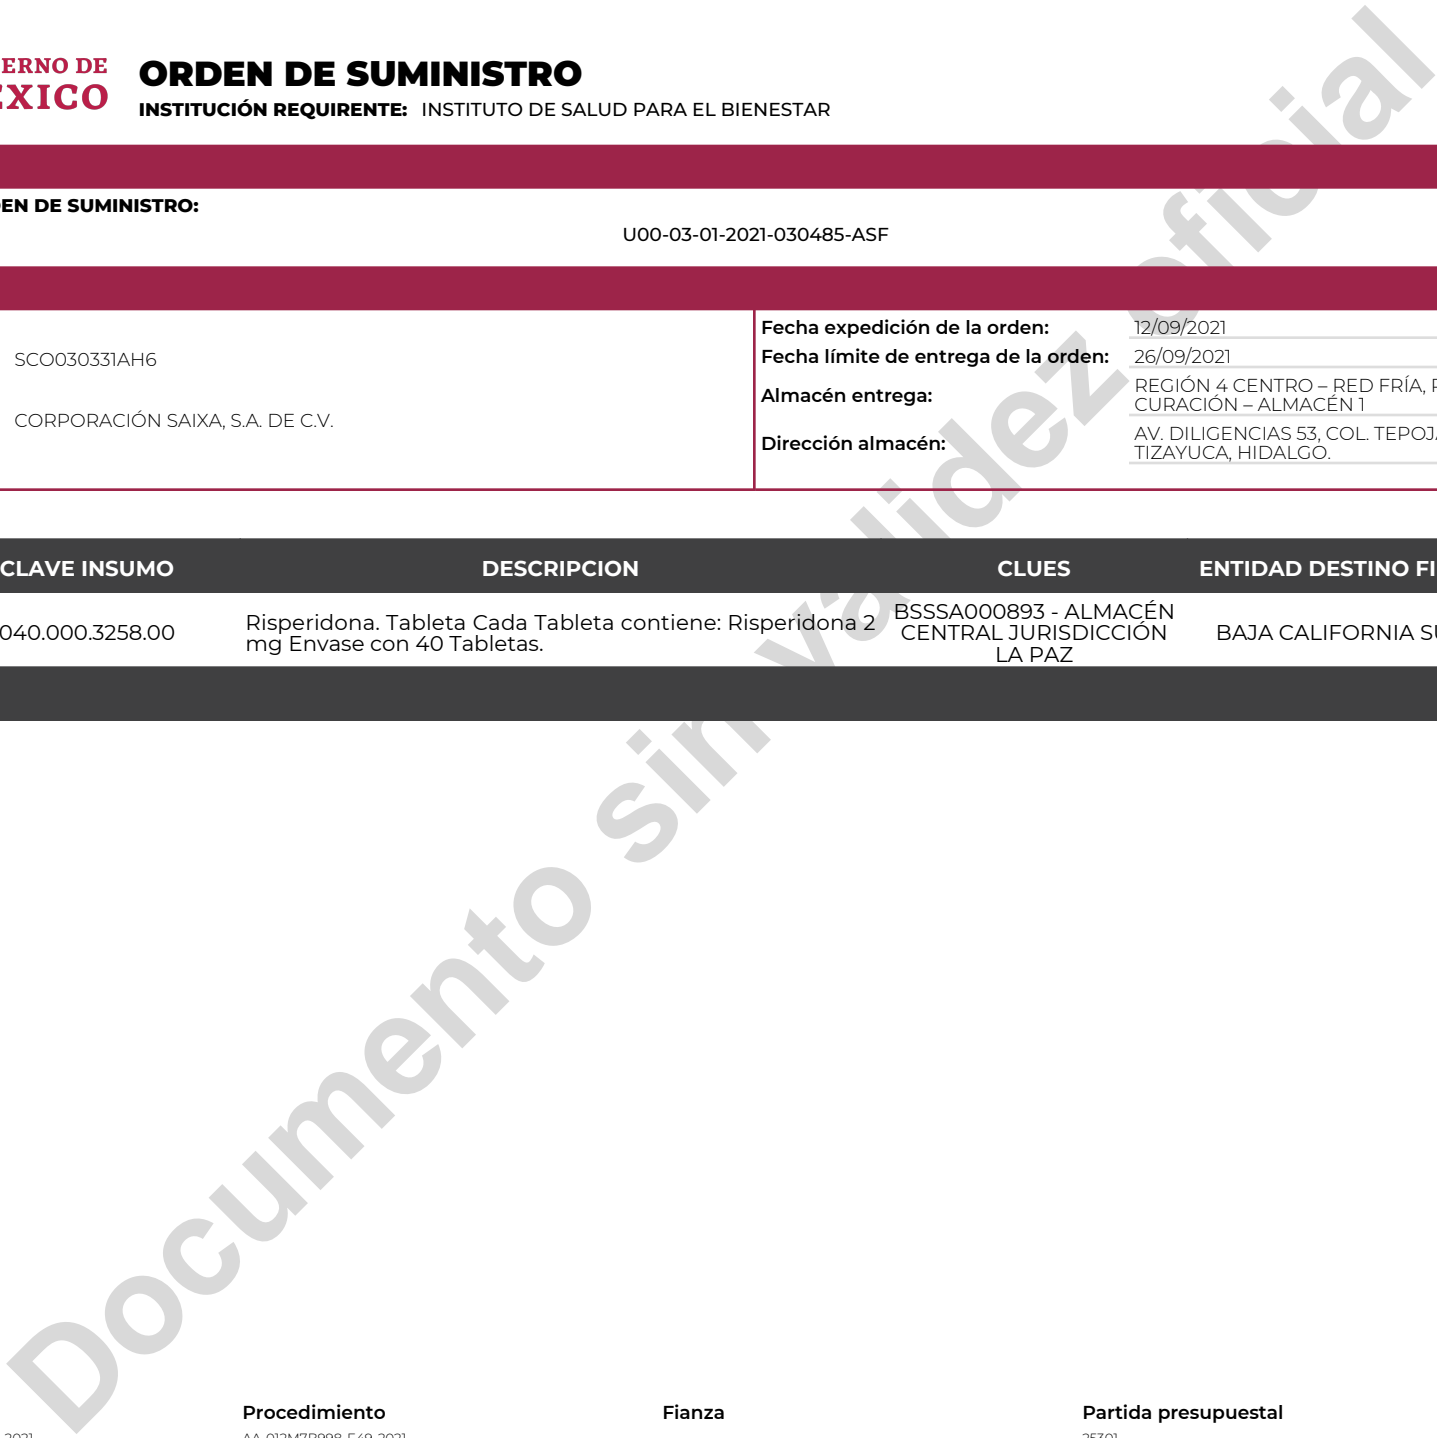 ERNO DE
ÉXICO
ORDEN DE SUMINISTRO
INSTITUCIÓN REQUIRENTE: INSTITUTO DE SALUD PARA EL BIENESTAR
EN DE SUMINISTRO:
U00-03-01-2021-030485-ASF
SCO030331AH6
CORPORACIÓN SAIXA, S.A. DE C.V.
Fecha expedición de la orden: 12/09/2021
Fecha límite de entrega de la orden: 26/09/2021
Almacén entrega: REGIÓN 4 CENTRO – RED FRÍA,
CURACIÓN – ALMACÉN 1
Dirección almacén: AV. DILIGENCIAS 53, COL. TEPOJA
TIZAYUCA, HIDALGO.
CLAVE INSUMO DESCRIPCION CLUES ENTIDAD DESTINO FI
040.000.3258.00
Risperidona. Tableta Cada Tableta contiene: Risperidona 2
mg Envase con 40 Tabletas.
BSSSA000893 - ALMACÉN
CENTRAL JURISDICCIÓN
LA PAZ
BAJA CALIFORNIA SU
Documento sin validez oficial
Procedimiento Fianza Partida presupuestal